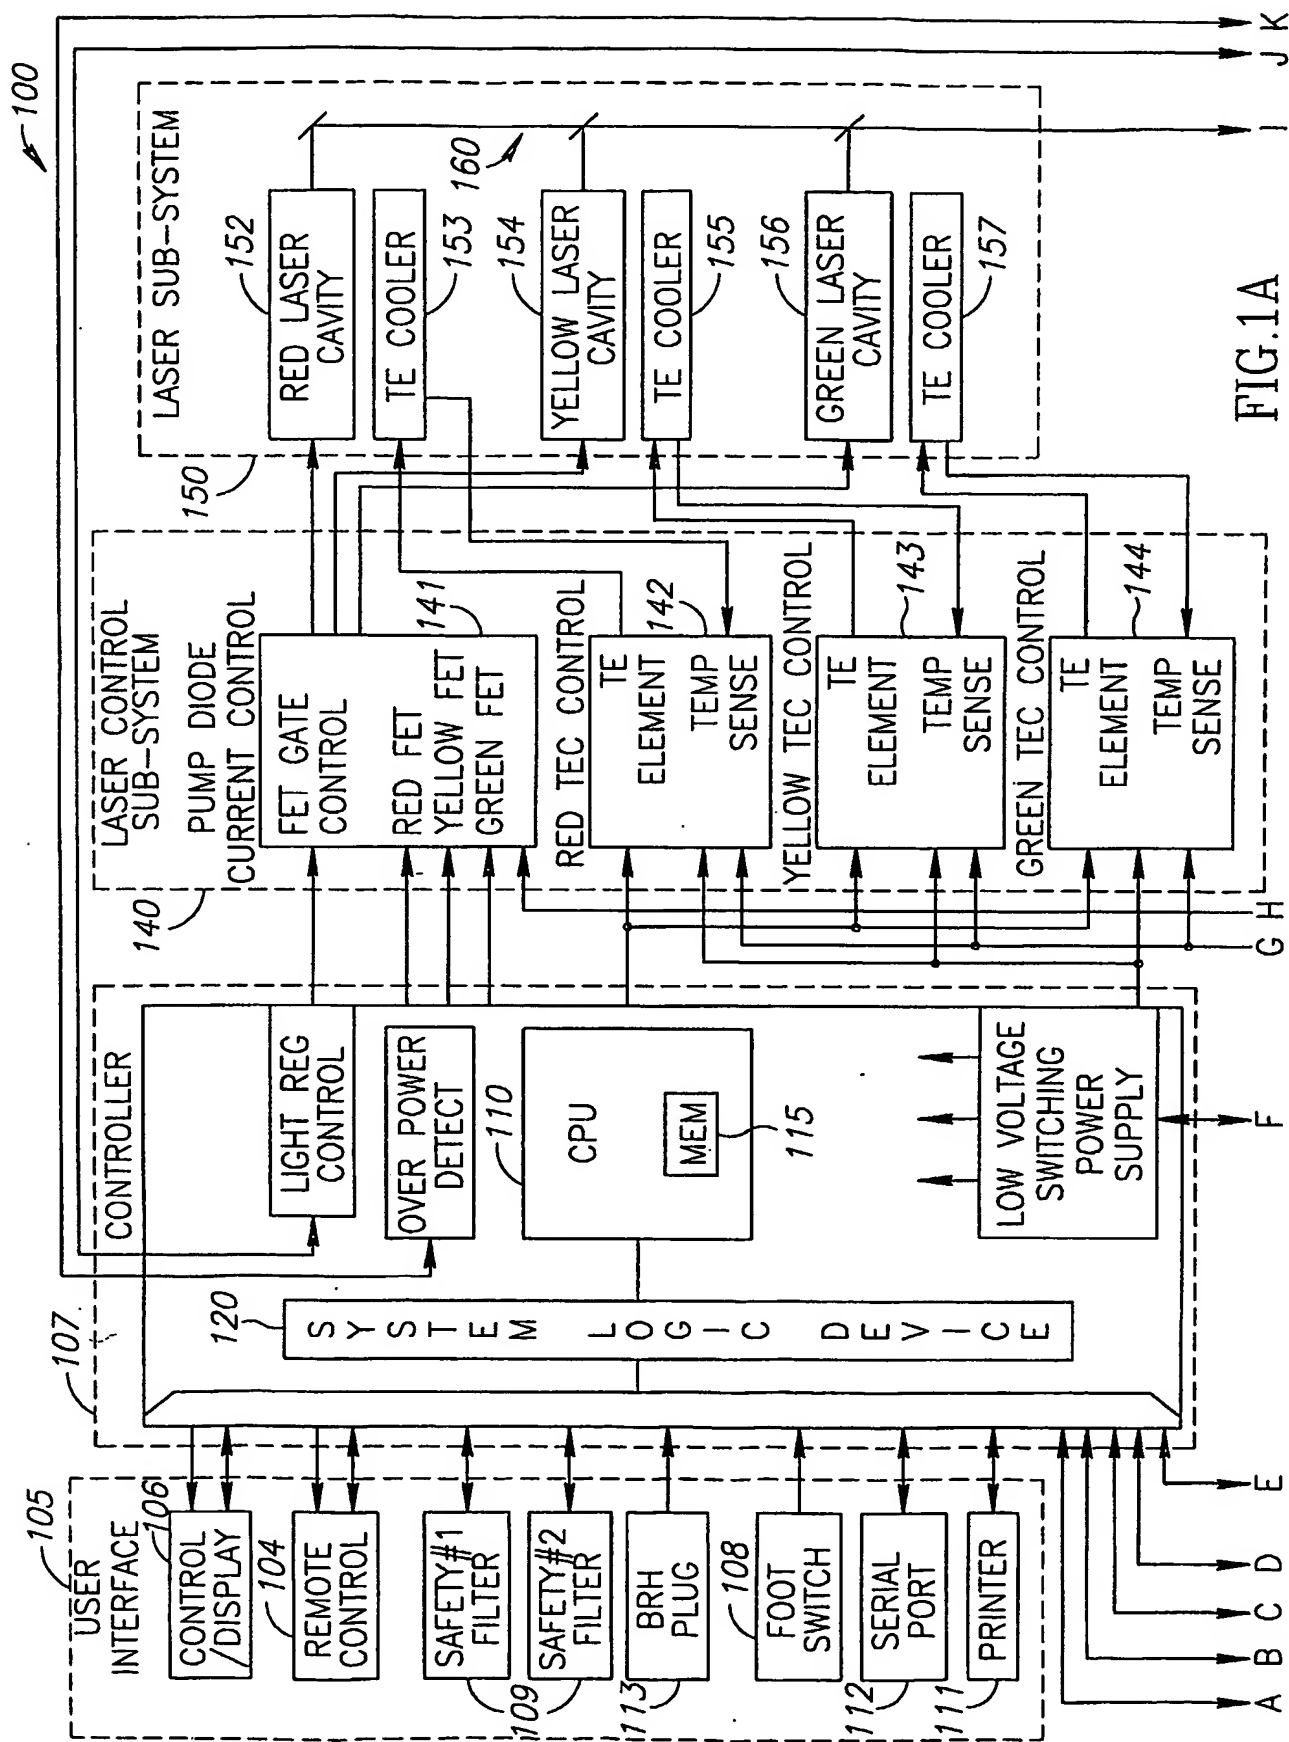 100
105
USER
INTERFACE
106
CONTROL
/DISPLAY
104
REMOTE
CONTROL
SAFETY#1
FILTER
109
SAFETY#2
FILTER
113
BRH
PLUG
108
FOOT
SWITCH
112
SERIAL
PORT
111
PRINTER
107
CONTROLLER
120
SYSTEM LOGIC DEVICE
LIGHT REG
CONTROL
OVER POWER
DETECT
110
CPU
MEM
115
LOW VOLTAGE
SWITCHING
POWER
SUPPLY
140
LASER CONTROL
SUB-SYSTEM
PUMP DIODE
CURRENT CONTROL
FET GATE
CONTROL
141
RED FET
YELLOW FET
GREEN FET
RED TEC CONTROL
TE
ELEMENT
142
TEMP
SENSE
YELLOW TEC CONTROL
TE
ELEMENT
143
TEMP
SENSE
GREEN TEC CONTROL
TE
ELEMENT
144
TEMP
SENSE
150
LASER SUB-SYSTEM
RED LASER
CAVITY
152
TE COOLER
153
160
YELLOW LASER
CAVITY
154
TE COOLER
155
GREEN LASER
CAVITY
156
TE COOLER
157
A
B
C
D
E
F
G
H
I
J
K
FIG.1A